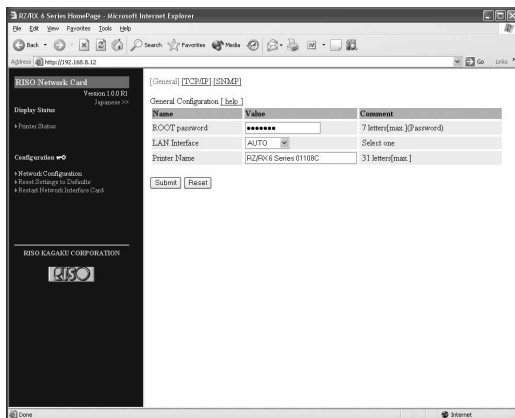 RZ/RX 6 Series HomePage - Microsoft Internet Explorer
File Edit View Favorites Tools Help
Back Search Favorites Media
Address http://192.168.8.12 Go Links »
RISO Network Card
Version 1.0.0 R1
Japanese >>
Display Status
Printer Status
Configuration
Network Configuration
Reset Settings to Defaults
Restart Network Interface Card
RISO KAGAKU CORPORATION
RISO
[General] [TCP/IP] [SNMP]
General Configuration [ help ]
Name Value Comment
ROOT password ••••••• 7 letters[max.](Password)
LAN Interface AUTO Select one
Printer Name RZ/RX6 Series 01108C 31 letters[max.]
Submit Reset
Done Internet